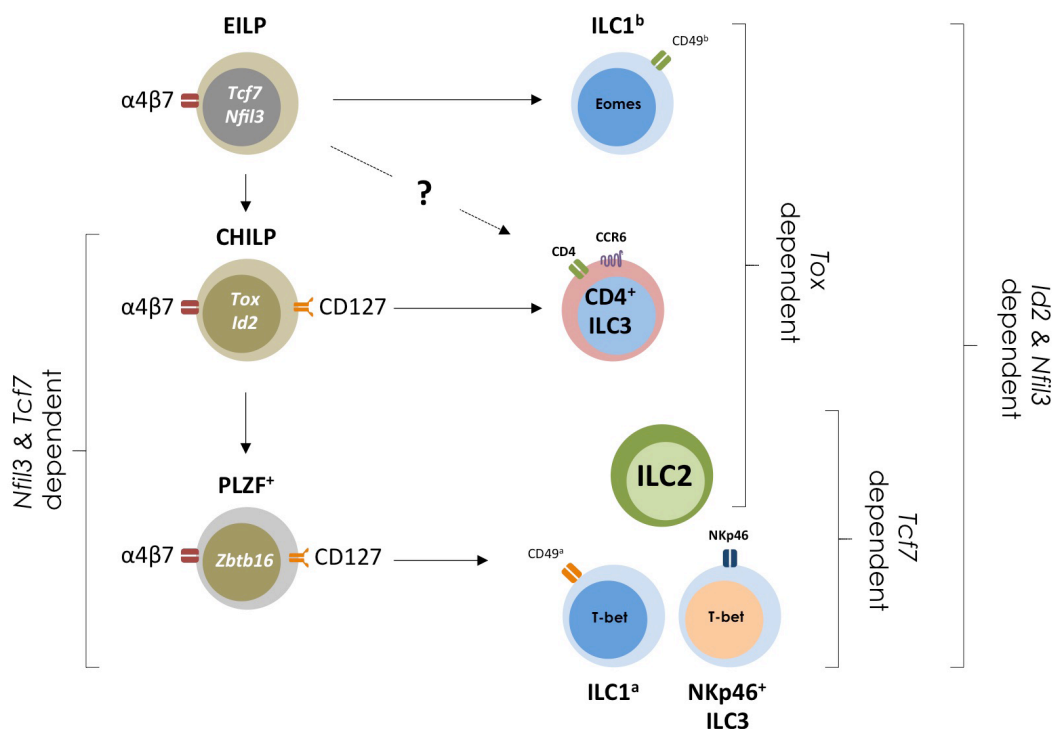 EILP
ILC1ᵇ
CD49ᵇ
α4β7
Tcf7
Nfil3
Eomes
?
CHILP
CD4
CCR6
α4β7
Tox
Id2
CD127
CD4⁺
ILC3
Tox
dependent
Id2 & Nfil3
dependent
Nfil3 & Tcf7
dependent
PLZF⁺
ILC2
Tcf7
dependent
α4β7
Zbtb16
CD127
CD49ᵃ
NKp46
T-bet
T-bet
ILC1ᵃ
NKp46⁺
ILC3